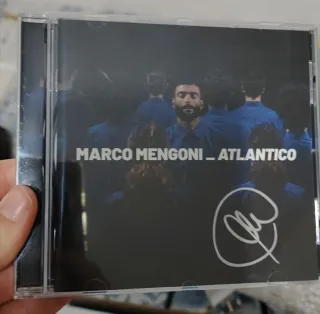 MARCO MENGONI _ ATLANTICO